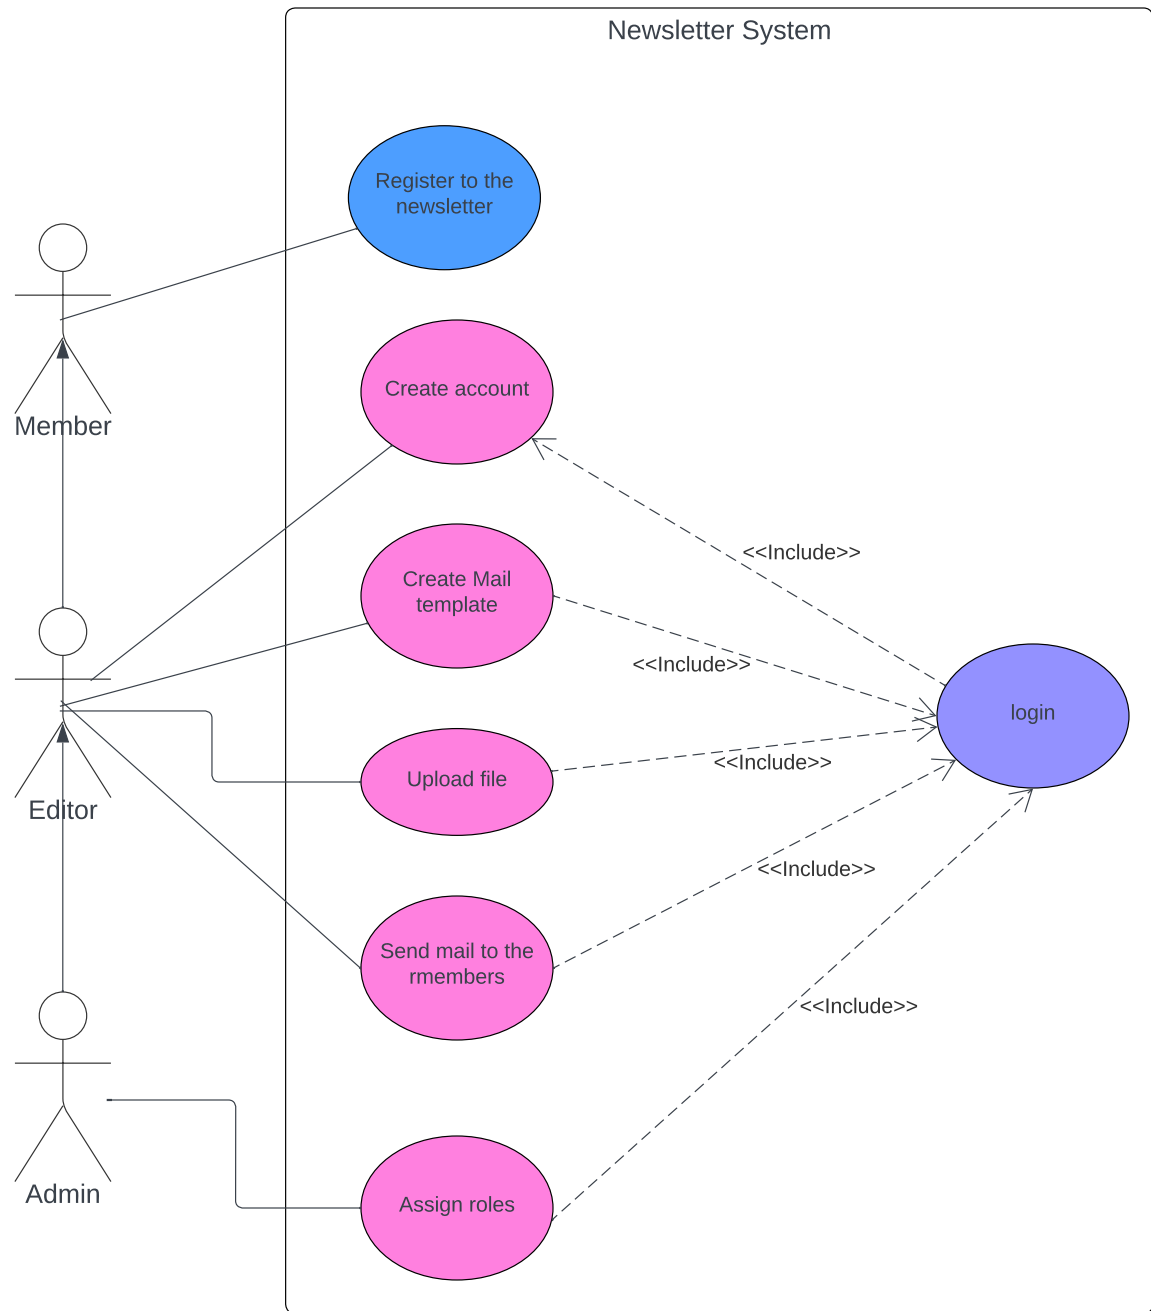 Newsletter System
Register to the
newsletter
Member
Create account
<<Include>>
Create Mail
template
<<Include>>
login
Editor
Upload file
<<Include>>
<<Include>>
Send mail to the
rmembers
<<Include>>
Admin
Assign roles